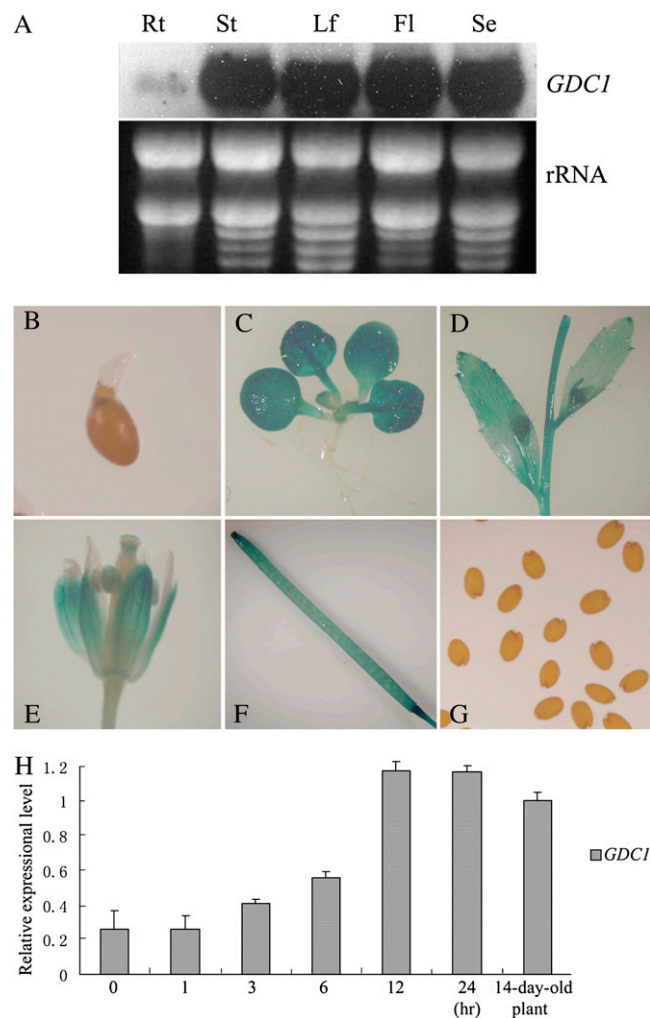 A
Rt St Lf Fl Se
GDC1
rRNA
B
C
D
E
F
G
H
Relative expressional level
1.2
1
0.8
0.6
0.4
0.2
0
GDC1
0 1 3 6 12 24 14-day-old
(hr) plant